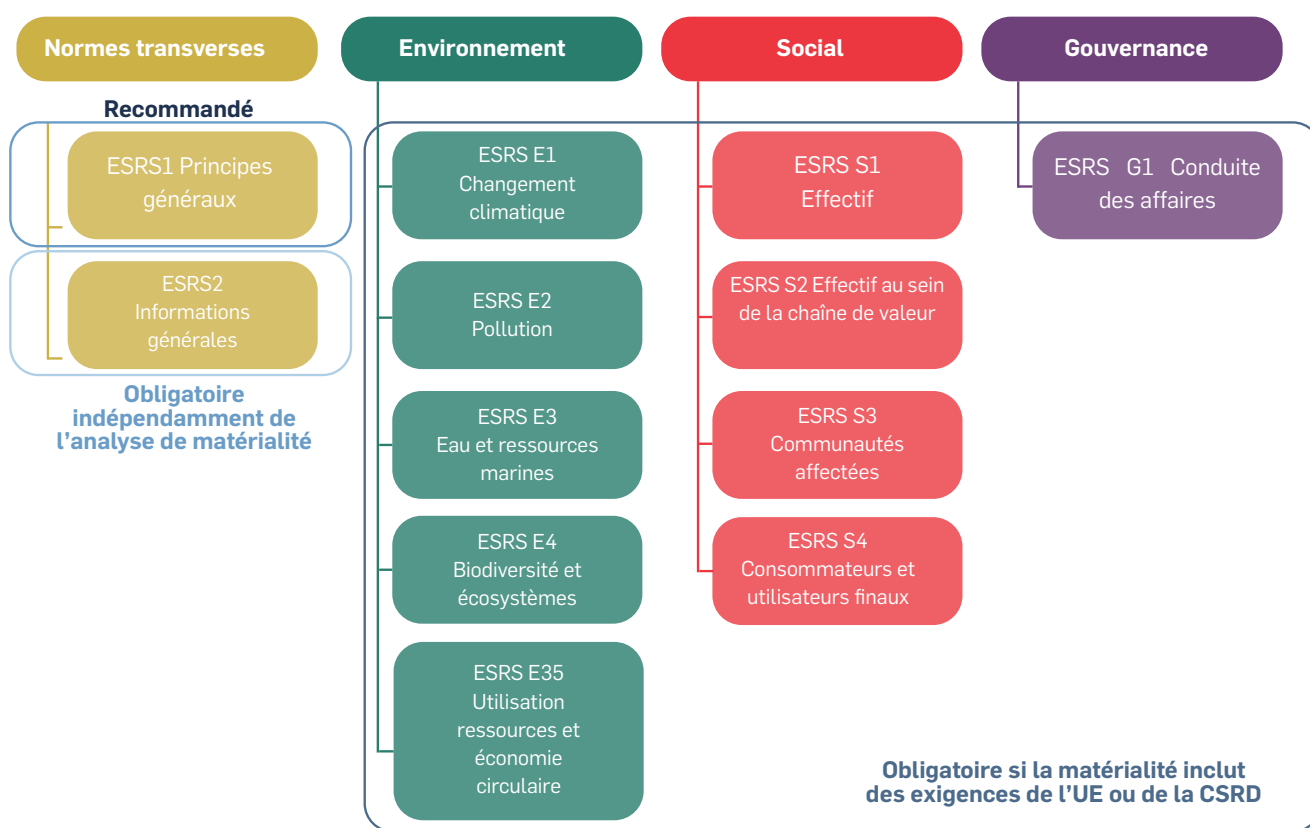 Normes transverses
Recommandé
ESRS1 Principes
généraux
ESRS2
Informations
générales
Obligatoire
indépendamment de
l'analyse de matérialité
Environnement
ESRS E1
Changement
climatique
ESRS E2
Pollution
ESRS E3
Eau et ressources
marines
ESRS E4
Biodiversité et
écosystèmes
ESRS E35
Utilisation
ressources et
économie
circulaire
Social
ESRS S1
Effectif
ESRS S2 Effectif au sein
de la chaîne de valeur
ESRS S3
Communautés
affectées
ESRS S4
Consommateurs et
utilisateurs finaux
Gouvernance
ESRS G1 Conduite
des affaires
Obligatoire si la matérialité inclut
des exigences de l'UE ou de la CSRD